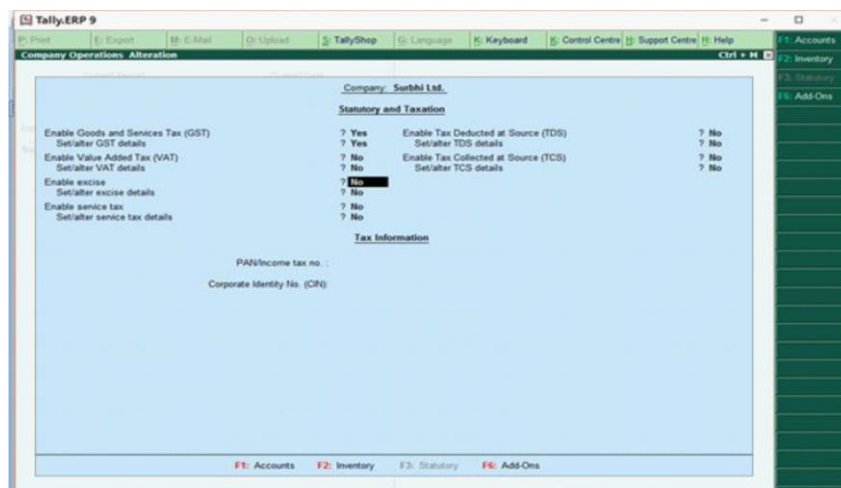 Tally.ERP 9
P: Print E: Export M: E-Mail O: Upload S: TallyShop G: Language K: Keyboard K: Control Centre H: Support Centre H: Help
F1: Accounts
Company Operations Alteration Ctrl + M
F2: Inventory
F3: Statutory
F6: Add-Ons
Company: Surbhi Ltd.
Statutory and Taxation
Enable Goods and Services Tax (GST) ? Yes Enable Tax Deducted at Source (TDS) ? No
Set/alter GST details ? Yes Set/alter TDS details ? No
Enable Value Added Tax (VAT) ? No Enable Tax Collected at Source (TCS) ? No
Set/alter VAT details ? No Set/alter TCS details ? No
Enable excise ? No
Set/alter excise details ? No
Enable service tax ? No
Set/alter service tax details ? No
Tax Information
PAN/Income tax no. :
Corporate Identity No. (CIN):
F1: Accounts F2: Inventory F3: Statutory F6: Add-Ons